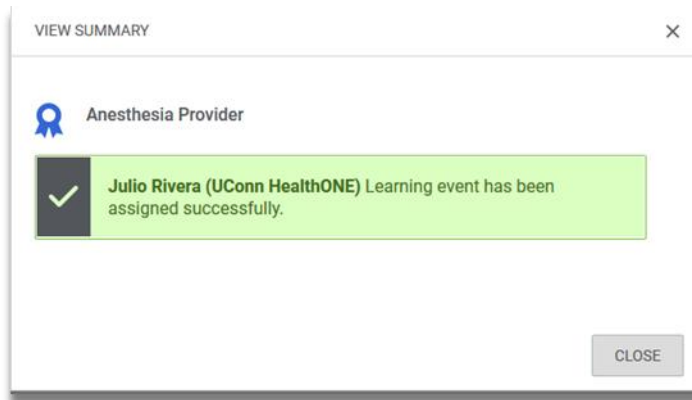 VIEW SUMMARY
Anesthesia Provider
Julio Rivera (UConn HealthONE) Learning event has been
assigned successfully.
CLOSE